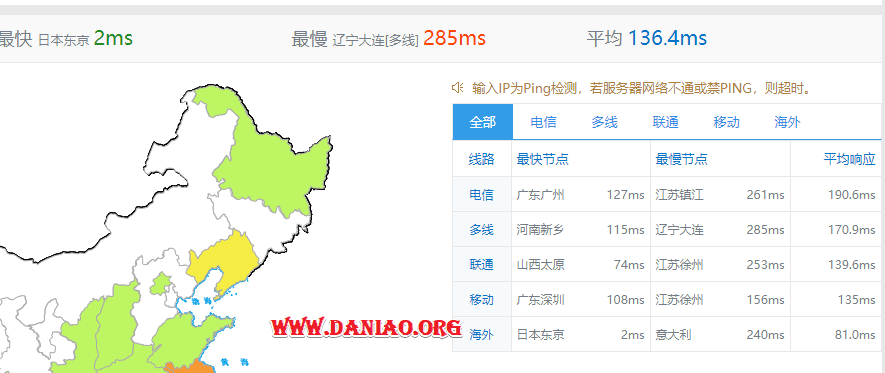 最快 日本东京 2ms 最慢 辽宁大连[多线] 285ms 平均 136.4ms
输入IP为Ping检测，若服务器网络不通或禁PING，则超时。
全部 电信 多线 联通 移动 海外
线路 最快节点 最慢节点 平均响应
电信 广东广州 127ms 江苏镇江 261ms 190.6ms
多线 河南新乡 115ms 辽宁大连 285ms 170.9ms
联通 山西太原 74ms 江苏徐州 253ms 139.6ms
移动 广东深圳 108ms 江苏徐州 156ms 135ms
海外 日本东京 2ms 意大利 240ms 81.0ms
渤 海
WWW.DANIAO.ORG
黄 海